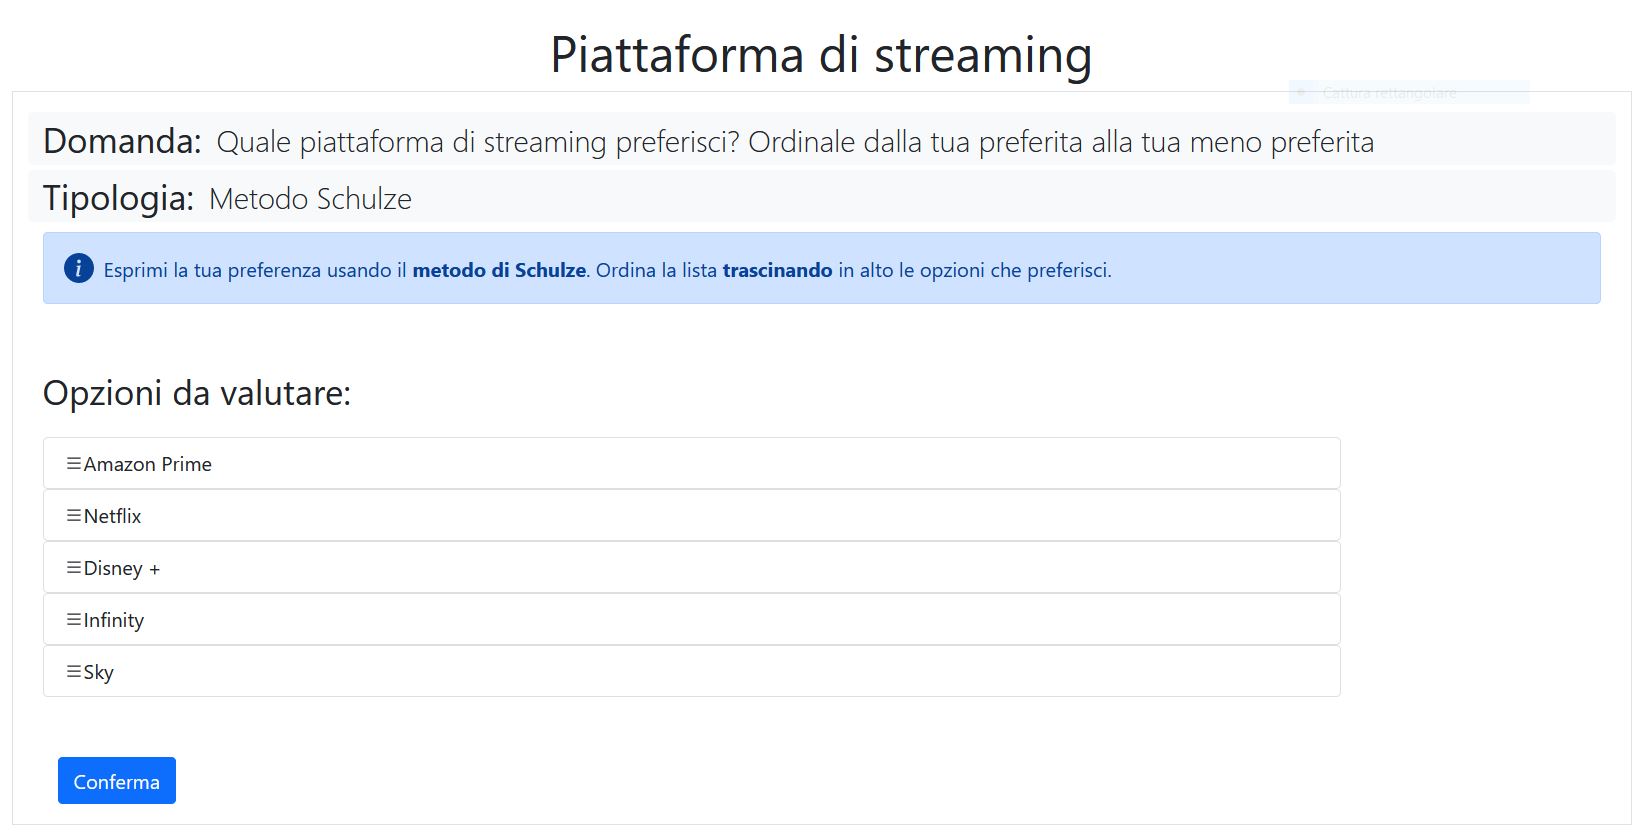 Piattaforma di streaming
Cattura rettangolare
Domanda: Quale piattaforma di streaming preferisci? Ordinale dalla tua preferita alla tua meno preferita
Tipologia: Metodo Schulze
Esprimi la tua preferenza usando il metodo di Schulze. Ordina la lista trascinando in alto le opzioni che preferisci.
Opzioni da valutare:
Amazon Prime
Netflix
Disney +
Infinity
Sky
Conferma